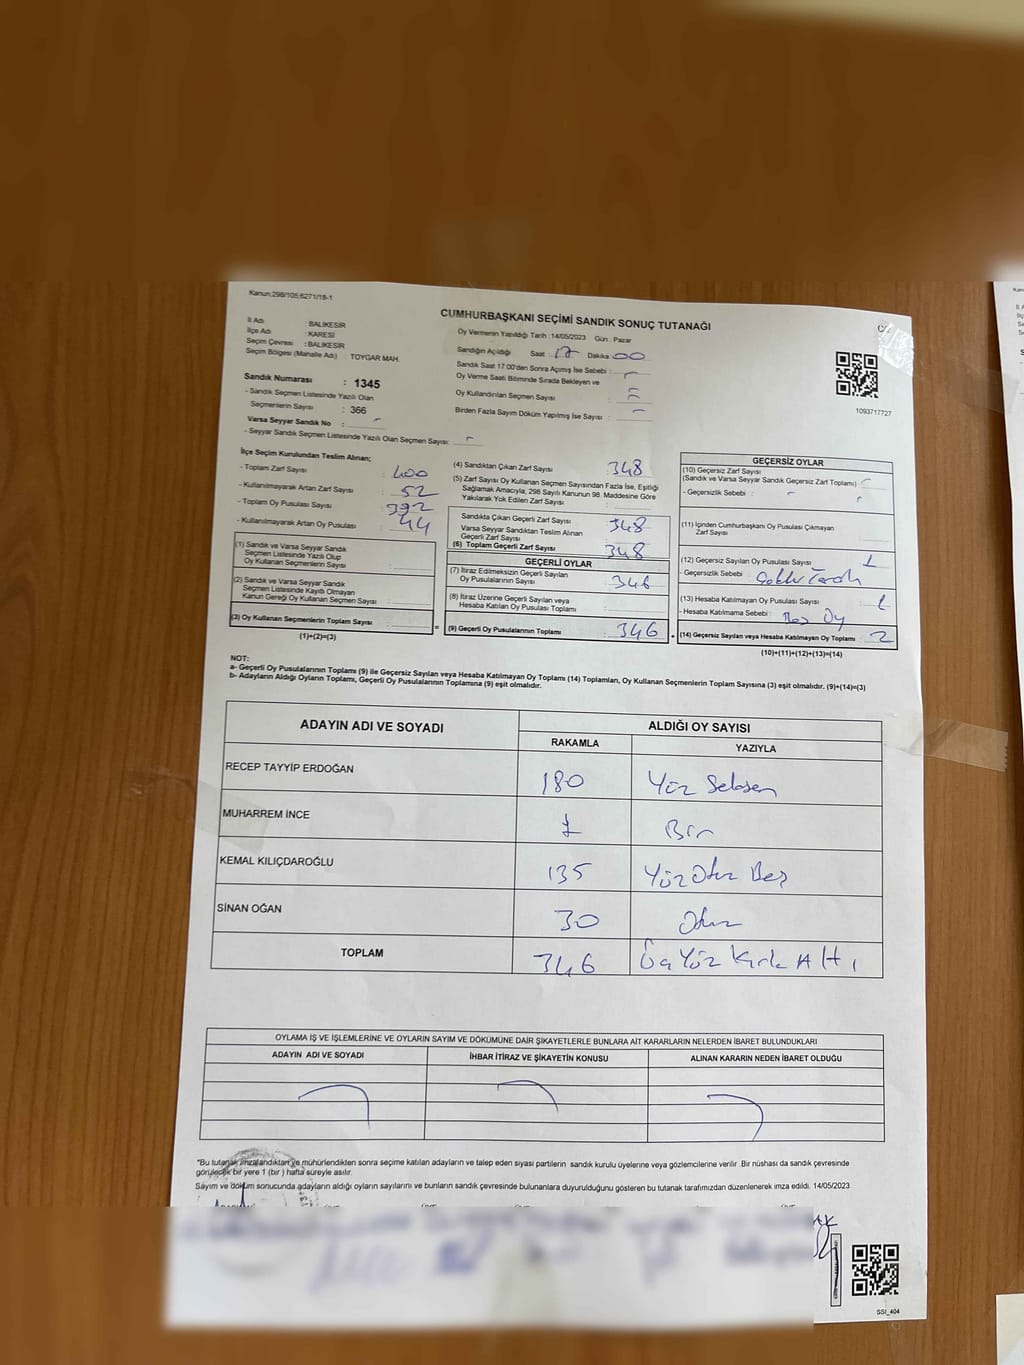 Kanun;298/105;6271/18-1
CUMHURBAŞKANI SEÇİMİ SANDIK SONUÇ TUTANAĞI
İl Adı : BALIKESİR
İlçe Adı : KARESİ
Seçim Çevresi : BALIKESİR
Seçim Bölgesi (Mahalle Adı) : TOYGAR MAH.
Oy Vermenin Yapıldığı Tarih : 14/05/2023 Gün : Pazar
Sandığın Açıldığı Saat : 17 Dakika : 00
Sandık Saat 17:00'den Sonra Açılmış İse Sebebi :
Oy Verme Saati Bitiminde Sırada Bekleyen ve
Oy Kullandırılan Seçmen Sayısı :
Birden Fazla Sayım Döküm Yapılmış İse Sayısı :
1093717727
Sandık Numarası : 1345
- Sandık Seçmen Listesinde Yazılı Olan
Seçmenlerin Sayısı : 366
Varsa Seyyar Sandık No :
- Seyyar Sandık Seçmen Listesinde Yazılı Olan Seçmen Sayısı:
İlçe Seçim Kurulundan Teslim Alınan;
- Toplam Zarf Sayısı : 400
- Kullanılmayarak Artan Zarf Sayısı : 52
- Toplam Oy Pusulası Sayısı : 392
- Kullanılmayarak Artan Oy Pusulası : 44
(1) Sandık ve Varsa Seyyar Sandık
Seçmen Listesinde Yazılı Olup
Oy Kullanan Seçmenlerin Sayısı :
(2) Sandık ve Varsa Seyyar Sandık
Seçmen Listesinde Kayıtlı Olmayan
Kanun Gereği Oy Kullanan Seçmen Sayısı :
(3) Oy Kullanan Seçmenlerin Toplam Sayısı :
(1)+(2)=(3)
=
(4) Sandıktan Çıkan Zarf Sayısı : 348
(5) Zarf Sayısı Oy Kullanan Seçmen Sayısından Fazla İse, Eşitliği
Sağlamak Amacıyla; 298 Sayılı Kanunun 98. Maddesine Göre
Yakılarak Yok Edilen Zarf Sayısı :
Sandıkta Çıkan Geçerli Zarf Sayısı : 348
Varsa Seyyar Sandıktan Teslim Alınan
Geçerli Zarf Sayısı :
(6) Toplam Geçerli Zarf Sayısı : 348
GEÇERLİ OYLAR
(7) İtiraz Edilmeksizin Geçerli Sayılan
Oy Pusulalarının Sayısı : 346
(8) İtiraz Üzerine Geçerli Sayılan veya
Hesaba Katılan Oy Pusulası Toplamı :
(9) Geçerli Oy Pusulalarının Toplamı : 346
+
GEÇERSİZ OYLAR
(10) Geçersiz Zarf Sayısı
(Sandık ve Varsa Seyyar Sandık Geçersiz Zarf Toplamı) :
- Geçersizlik Sebebi :
(11) İçinden Cumhurbaşkanı Oy Pusulası Çıkmayan
Zarf Sayısı :
(12) Geçersiz Sayılan Oy Pusulası Sayısı : 1
- Geçersizlik Sebebi :
(13) Hesaba Katılmayan Oy Pusulası Sayısı : 1
- Hesaba Katılmama Sebebi : Oy
(14) Geçersiz Sayılan veya Hesaba Katılmayan Oy Toplamı : 2
(10)+(11)+(12)+(13)=(14)
NOT:
a- Geçerli Oy Pusulalarının Toplamı (9) ile Geçersiz Sayılan veya Hesaba Katılmayan Oy Toplamı (14) Toplamları, Oy Kullanan Seçmenlerin Toplam Sayısına (3) eşit olmalıdır. (9)+(14)=(3)
b- Adayların Aldığı Oyların Toplamı, Geçerli Oy Pusulalarının Toplamına (9) eşit olmalıdır.
ADAYIN ADI VE SOYADI ALDIĞI OY SAYISI
RAKAMLA YAZIYLA
RECEP TAYYİP ERDOĞAN 180 Yüz Seksen
MUHARREM İNCE 1 Bir
KEMAL KILIÇDAROĞLU 135 Yüz Otuz Beş
SİNAN OĞAN 30 Otuz
TOPLAM 346 Üç Yüz Kırk Altı
OYLAMA İŞ VE İŞLEMLERİNE VE OYLARIN SAYIM VE DÖKÜMÜNE DAİR ŞİKAYETLERLE BUNLARA AİT KARARLARIN NELERDEN İBARET BULUNDUKLARI
ADAYIN ADI VE SOYADI İHBAR İTİRAZ VE ŞİKAYETİN KONUSU ALINAN KARARIN NEDEN İBARET OLDUĞU
*Bu tutanak imzalandıktan ve mühürlendikten sonra seçime katılan adayların ve talep eden siyasi partilerin sandık kurulu üyelerine veya gözlemcilerine verilir .Bir nüshası da sandık çevresinde
görülecek bir yere 1 (bir ) hafta süreyle asılır.
Sayım ve döküm sonucunda adayların aldığı oyların sayılarını ve bunların sandık çevresinde bulunanlara duyurulduğunu gösteren bu tutanak tarafımızdan düzenlenerek imza edildi. 14/05/2023
SSI_404